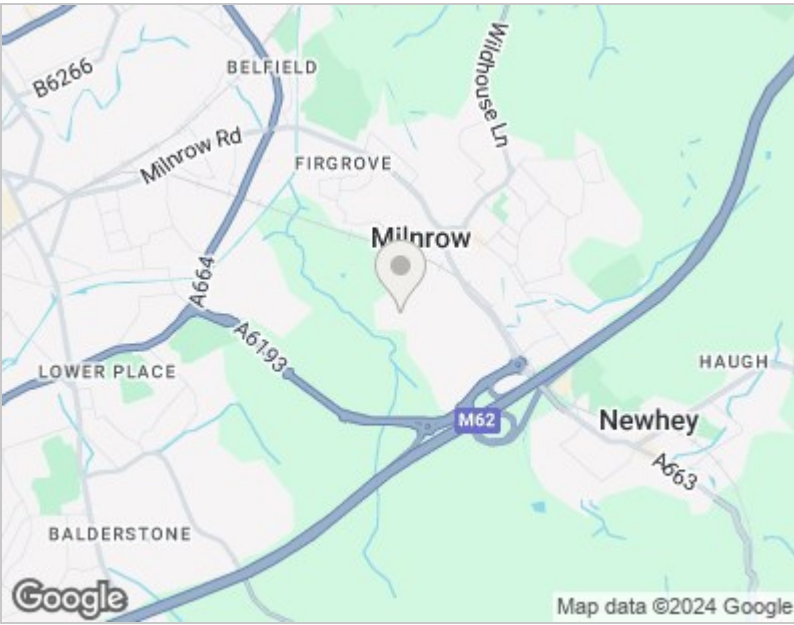 BELFIELD
B6266
Wildhouse Ln
Milnrow Rd
FIRGROVE
Milnrow
A664
A6193
LOWER PLACE
HAUGH
M62
Newhey
A663
BALDERSTONE
Google
Map data ©2024 Google